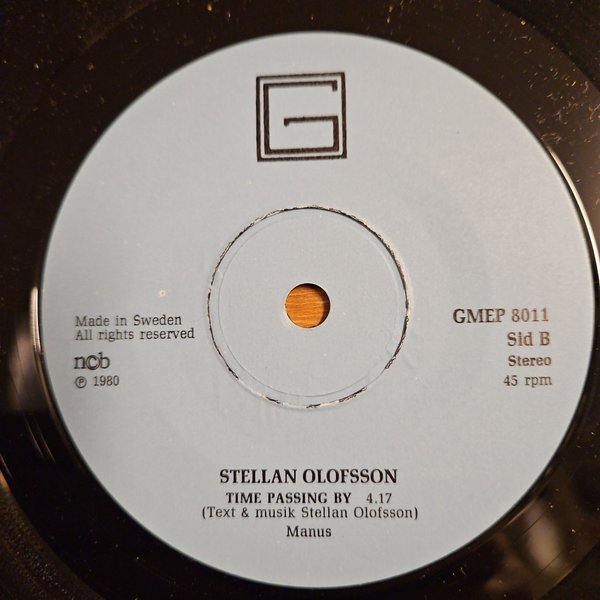 G
Made in Sweden
All rights reserved
ncb
℗ 1980
GMEP 8011
Sid B
Stereo
45 rpm
STELLAN OLOFSSON
TIME PASSING BY 4.17
(Text & musik Stellan Olofsson)
Manus